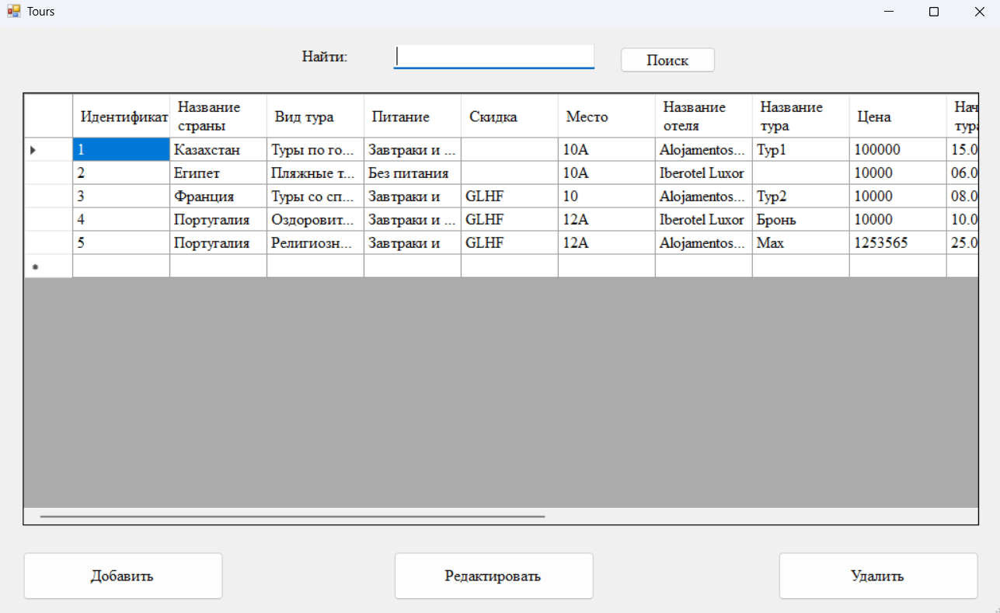 Tours
Найти:
Поиск
Идентификат Название страны Вид тура Питание Скидка Место Название отеля Название тура Цена Нач тура
1 Казахстан Туры по го... Завтраки и ... 10А Alojamentos... Тур1 100000 15.0
2 Египет Пляжные т... Без питания 10А Iberotel Luxor 10000 06.0
3 Франция Туры со сп... Завтраки и GLHF 10 Alojamentos... Тур2 10000 08.0
4 Португалия Оздоровит... Завтраки и ... GLHF 12А Iberotel Luxor Бронь 10000 10.0
5 Португалия Религиозн... Завтраки и GLHF 12А Alojamentos... Max 1253565 25.0
Добавить Редактировать Удалить